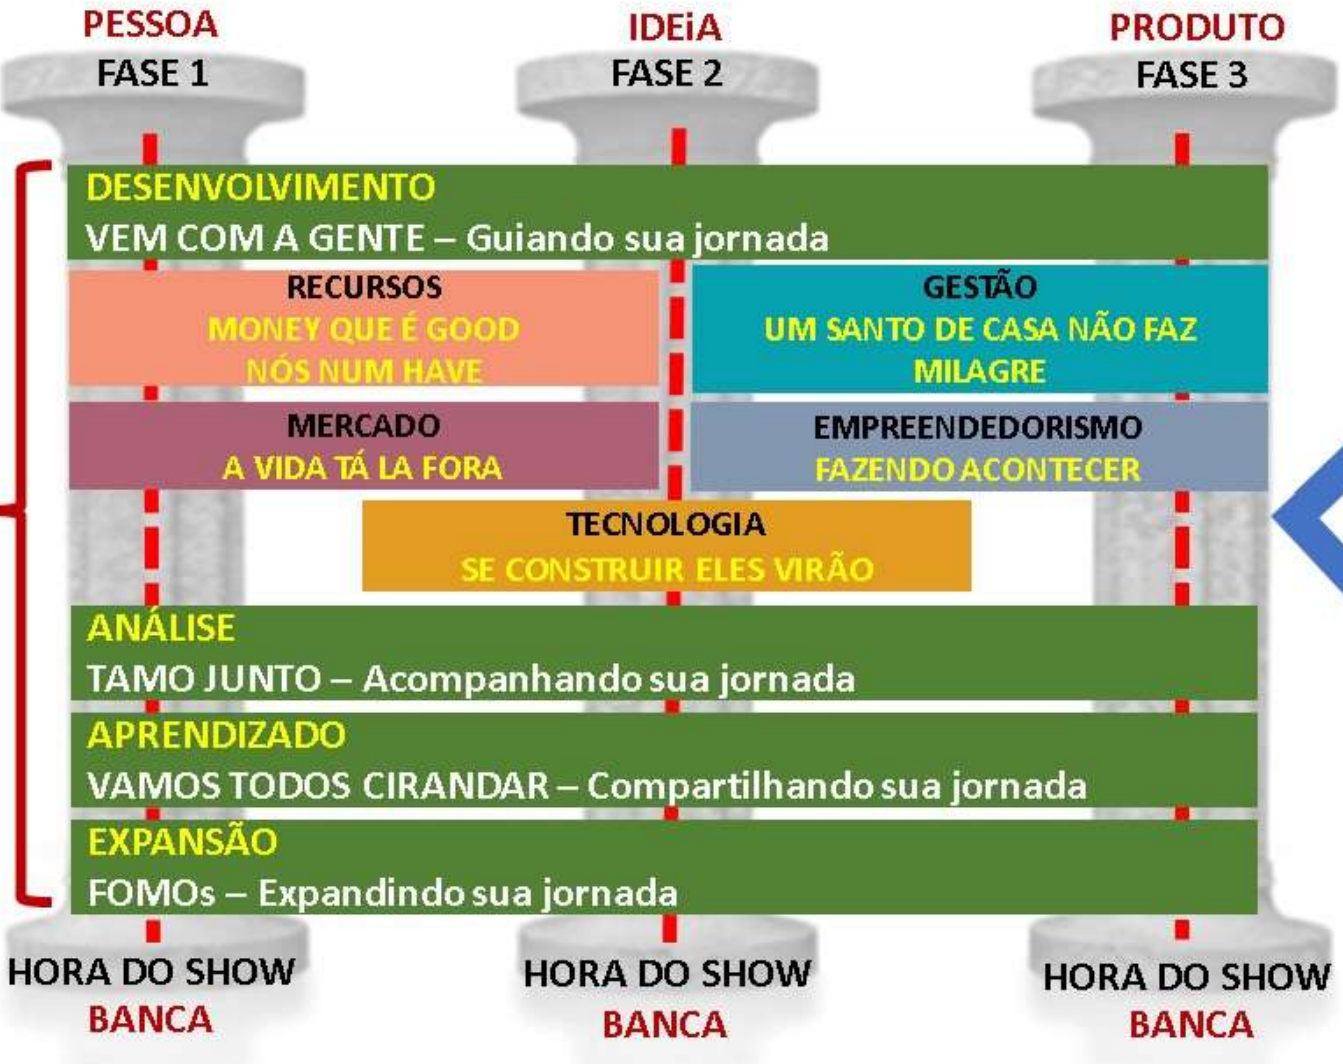 PESSOA
FASE 1
IDEiA
FASE 2
PRODUTO
FASE 3
DESENVOLVIMENTO
VEM COM A GENTE – Guiando sua jornada
RECURSOS
MONEY QUE É GOOD
NÓS NUM HAVE
GESTÃO
UM SANTO DE CASA NÃO FAZ
MILAGRE
MERCADO
A VIDA TÁ LA FORA
EMPREENDEDORISMO
FAZENDO ACONTECER
TECNOLOGIA
SE CONSTRUIR ELES VIRÃO
ANÁLISE
TAMO JUNTO – Acompanhando sua jornada
APRENDIZADO
VAMOS TODOS CIRANDAR – Compartilhando sua jornada
EXPANSÃO
FOMOs – Expandindo sua jornada
HORA DO SHOW
BANCA
HORA DO SHOW
BANCA
HORA DO SHOW
BANCA